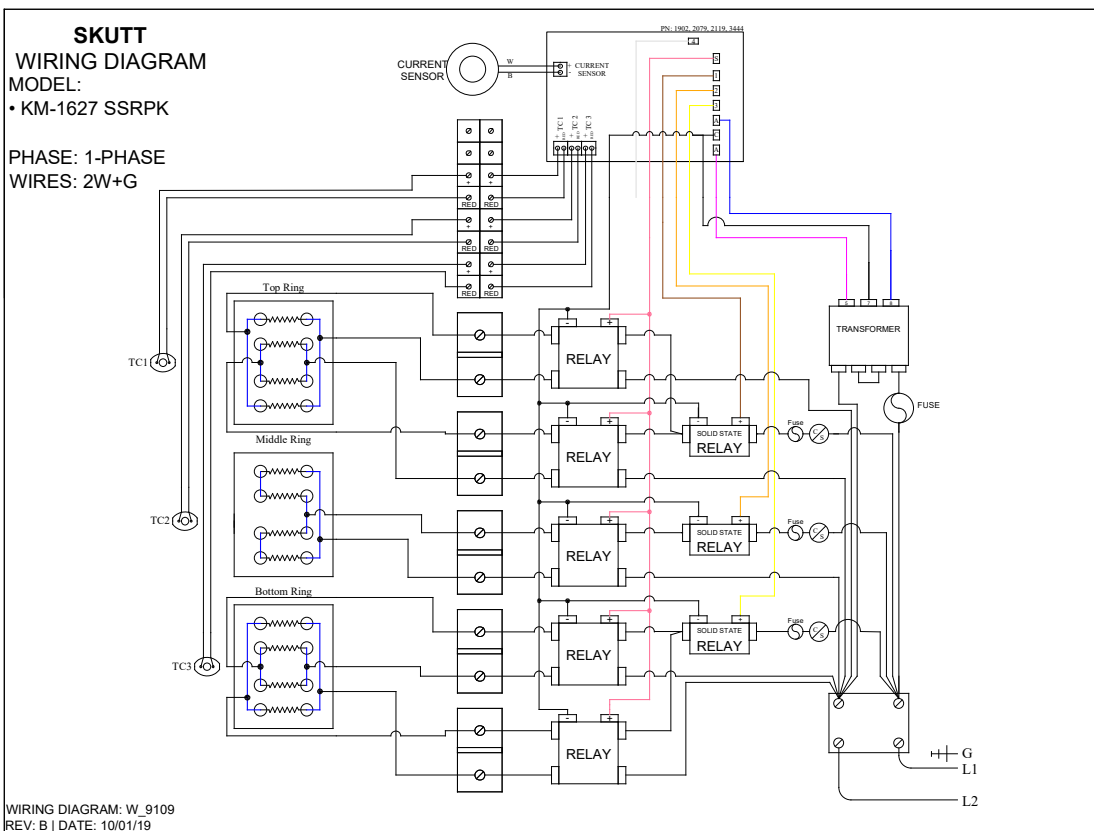 SKUTT
WIRING DIAGRAM
MODEL:
• KM-1627 SSRPK
PHASE: 1-PHASE
WIRES: 2W+G
PN: 1902, 2079, 2119, 3444
4
CURRENT
SENSOR
W
B
+ CURRENT
- SENSOR
S
1
2
3
A
C
A
+ TC 1 RED + TC 2 RED + TC 3 RED
+ +
RED RED
+ +
RED RED
+ +
RED RED
Top Ring
TC1
Middle Ring
TC2
Bottom Ring
TC3
- +
RELAY
- +
RELAY
- +
RELAY
- +
RELAY
- +
RELAY
- +
SOLID STATE
RELAY
Fuse
C/S
- +
SOLID STATE
RELAY
Fuse
C/S
- +
SOLID STATE
RELAY
Fuse
C/S
TRANSFORMER
FUSE
G
L1
L2
WIRING DIAGRAM: W_9109
REV: B | DATE: 10/01/19